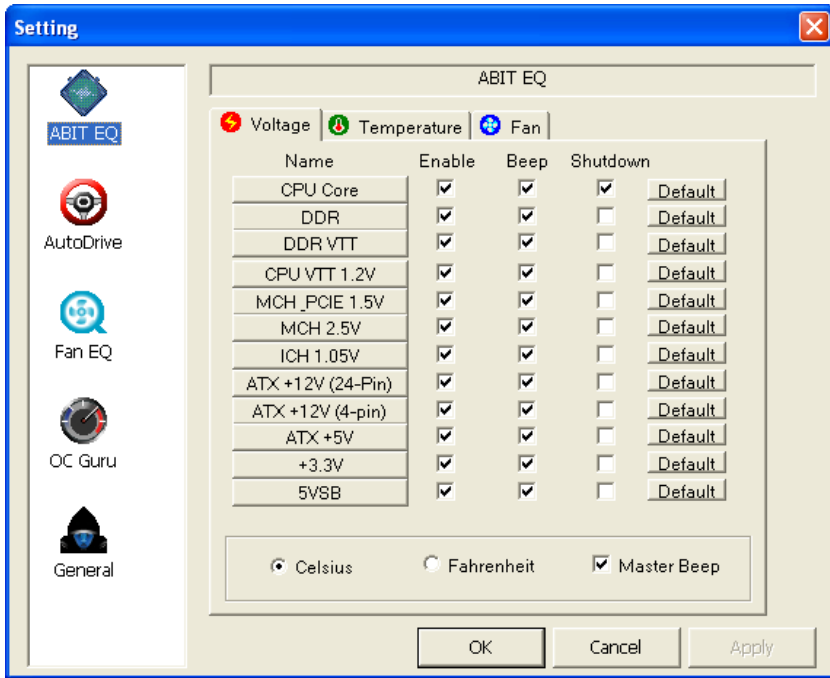 Setting
ABIT EQ
AutoDrive
Fan EQ
OC Guru
General
ABIT EQ
Voltage Temperature Fan
Name Enable Beep Shutdown
CPU Core Default
DDR Default
DDR VTT Default
CPU VTT 1.2V Default
MCH_PCIE 1.5V Default
MCH 2.5V Default
ICH 1.05V Default
ATX +12V (24-Pin) Default
ATX +12V (4-pin) Default
ATX +5V Default
+3.3V Default
5VSB Default
Celsius Fahrenheit Master Beep
OK Cancel Apply